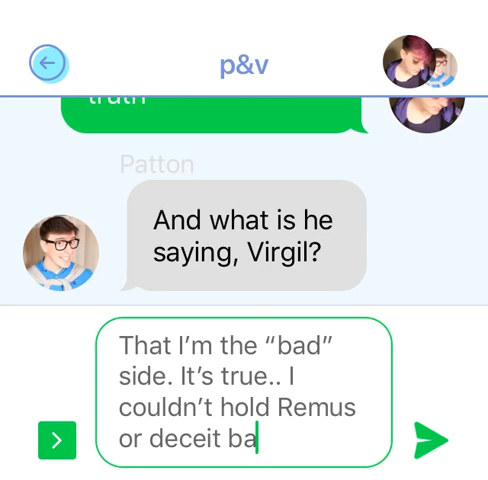 p&v
truth
Patton
And what is he
saying, Virgil?
That I’m the “bad”
side. It’s true.. I
couldn’t hold Remus
or deceit ba